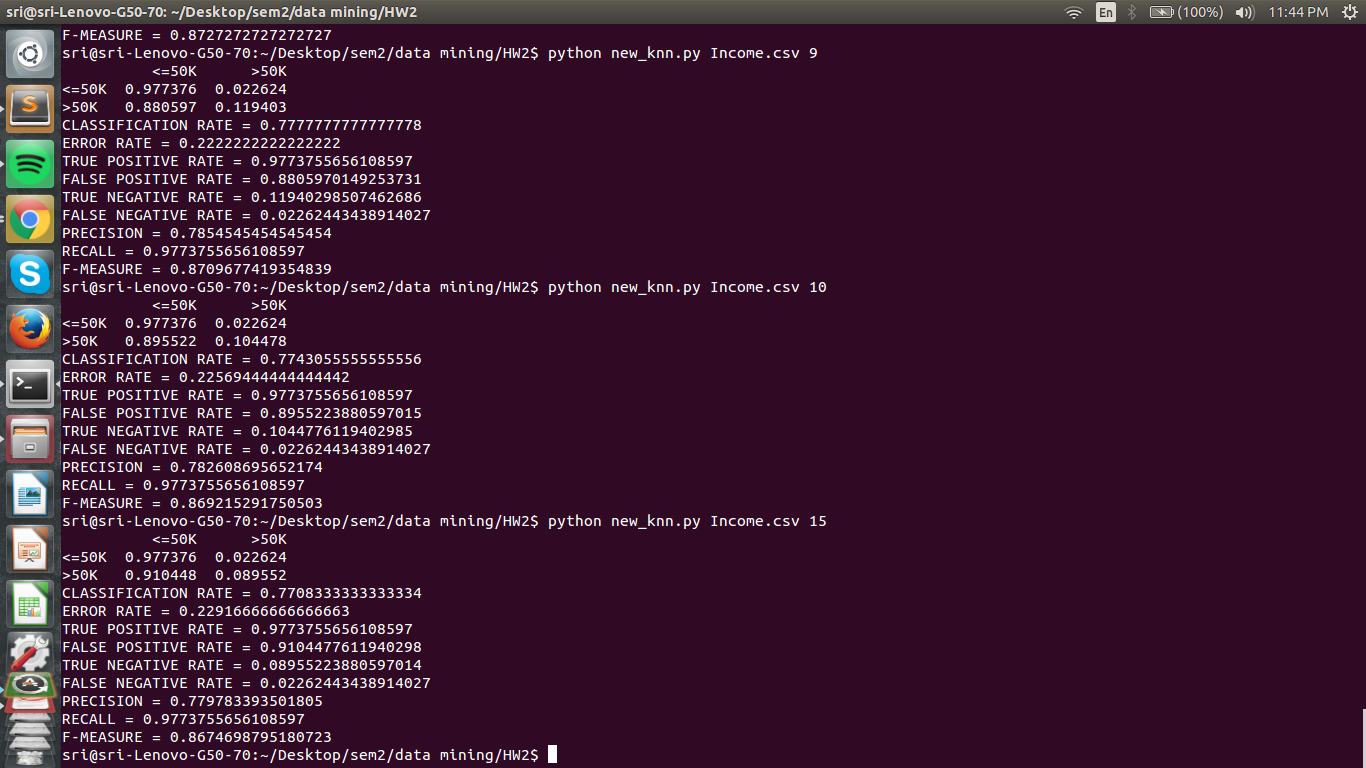 sri@sri-Lenovo-G50-70: ~/Desktop/sem2/data mining/HW2 En (100%) 11:44 PM
F-MEASURE = 0.8727272727272727
sri@sri-Lenovo-G50-70:~/Desktop/sem2/data mining/HW2$ python new_knn.py Income.csv 9
<=50K >50K
<=50K 0.977376 0.022624
>50K 0.880597 0.119403
CLASSIFICATION RATE = 0.7777777777777778
ERROR RATE = 0.2222222222222222
TRUE POSITIVE RATE = 0.9773755656108597
FALSE POSITIVE RATE = 0.8805970149253731
TRUE NEGATIVE RATE = 0.11940298507462686
FALSE NEGATIVE RATE = 0.02262443438914027
PRECISION = 0.7854545454545454
RECALL = 0.9773755656108597
F-MEASURE = 0.8709677419354839
sri@sri-Lenovo-G50-70:~/Desktop/sem2/data mining/HW2$ python new_knn.py Income.csv 10
<=50K >50K
<=50K 0.977376 0.022624
>50K 0.895522 0.104478
CLASSIFICATION RATE = 0.7743055555555556
ERROR RATE = 0.22569444444444442
TRUE POSITIVE RATE = 0.9773755656108597
FALSE POSITIVE RATE = 0.8955223880597015
TRUE NEGATIVE RATE = 0.1044776119402985
FALSE NEGATIVE RATE = 0.02262443438914027
PRECISION = 0.782608695652174
RECALL = 0.9773755656108597
F-MEASURE = 0.869215291750503
sri@sri-Lenovo-G50-70:~/Desktop/sem2/data mining/HW2$ python new_knn.py Income.csv 15
<=50K >50K
<=50K 0.977376 0.022624
>50K 0.910448 0.089552
CLASSIFICATION RATE = 0.7708333333333334
ERROR RATE = 0.22916666666666663
TRUE POSITIVE RATE = 0.9773755656108597
FALSE POSITIVE RATE = 0.9104477611940298
TRUE NEGATIVE RATE = 0.08955223880597014
FALSE NEGATIVE RATE = 0.02262443438914027
PRECISION = 0.779783393501805
RECALL = 0.9773755656108597
F-MEASURE = 0.8674698795180723
sri@sri-Lenovo-G50-70:~/Desktop/sem2/data mining/HW2$